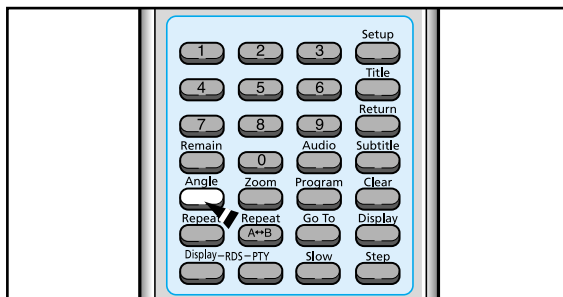 Setup
1 2 3
Title
4 5 6
Return
7 8 9
Remain Audio Subtitle
0
Angle Zoom Program Clear
Repeat Repeat Go To Display
A↔B
Display-RDS-PTY Slow Step